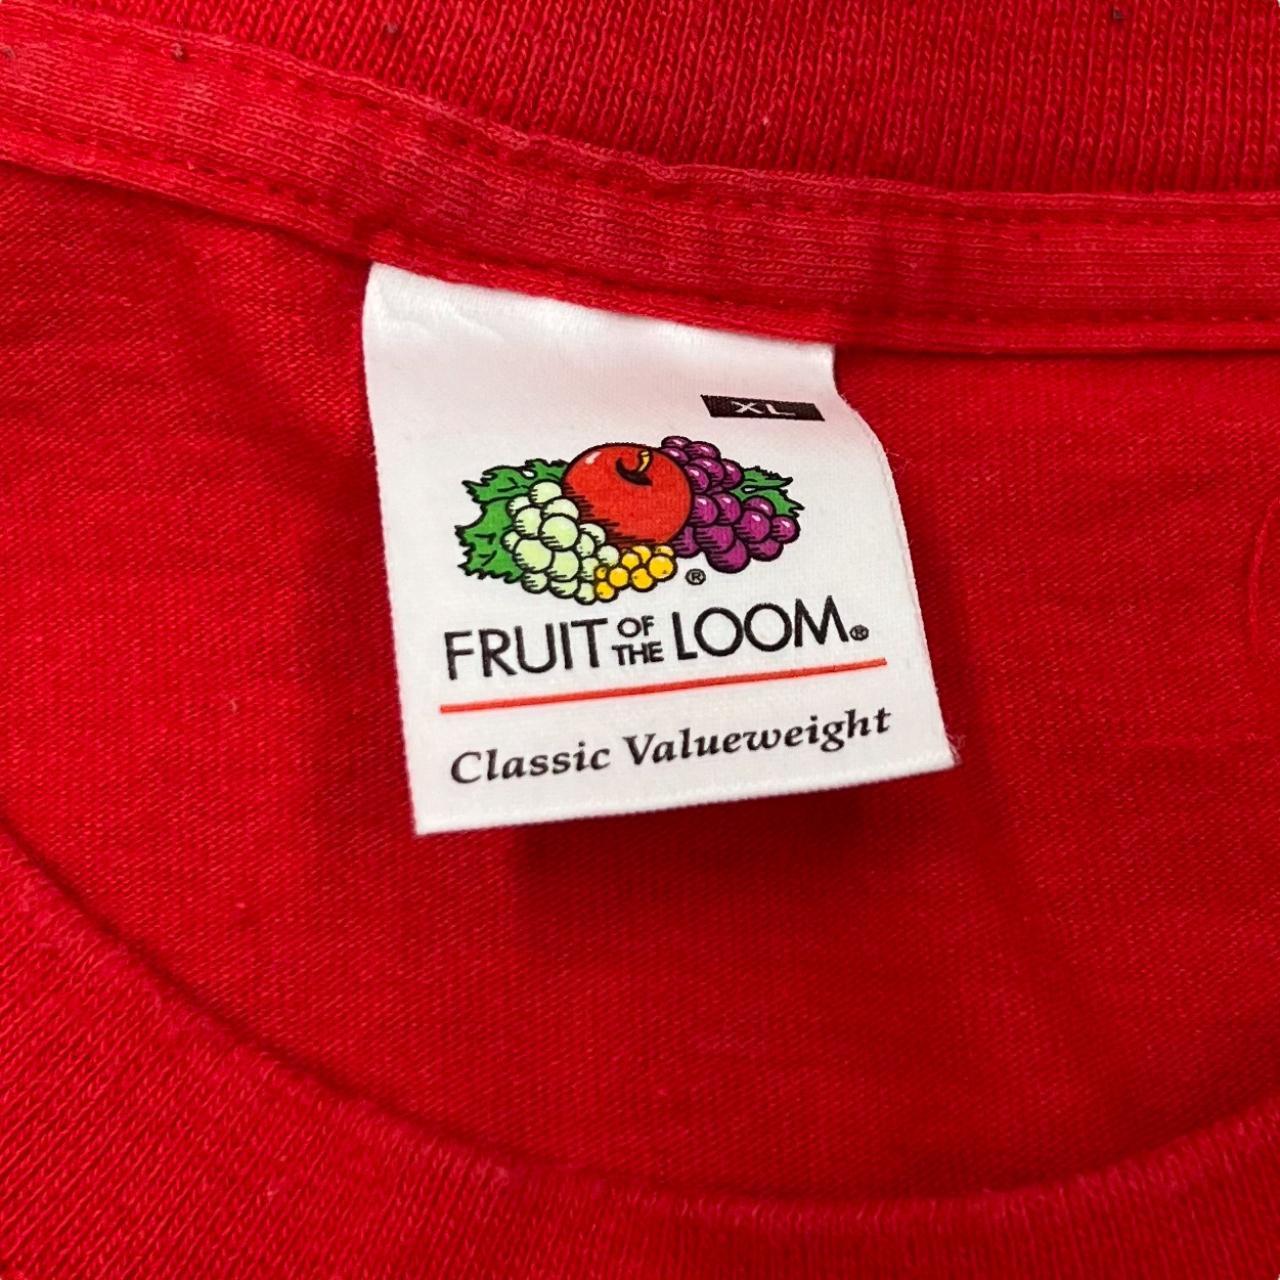 XL
®
FRUIT OF THE LOOM®
Classic Valueweight